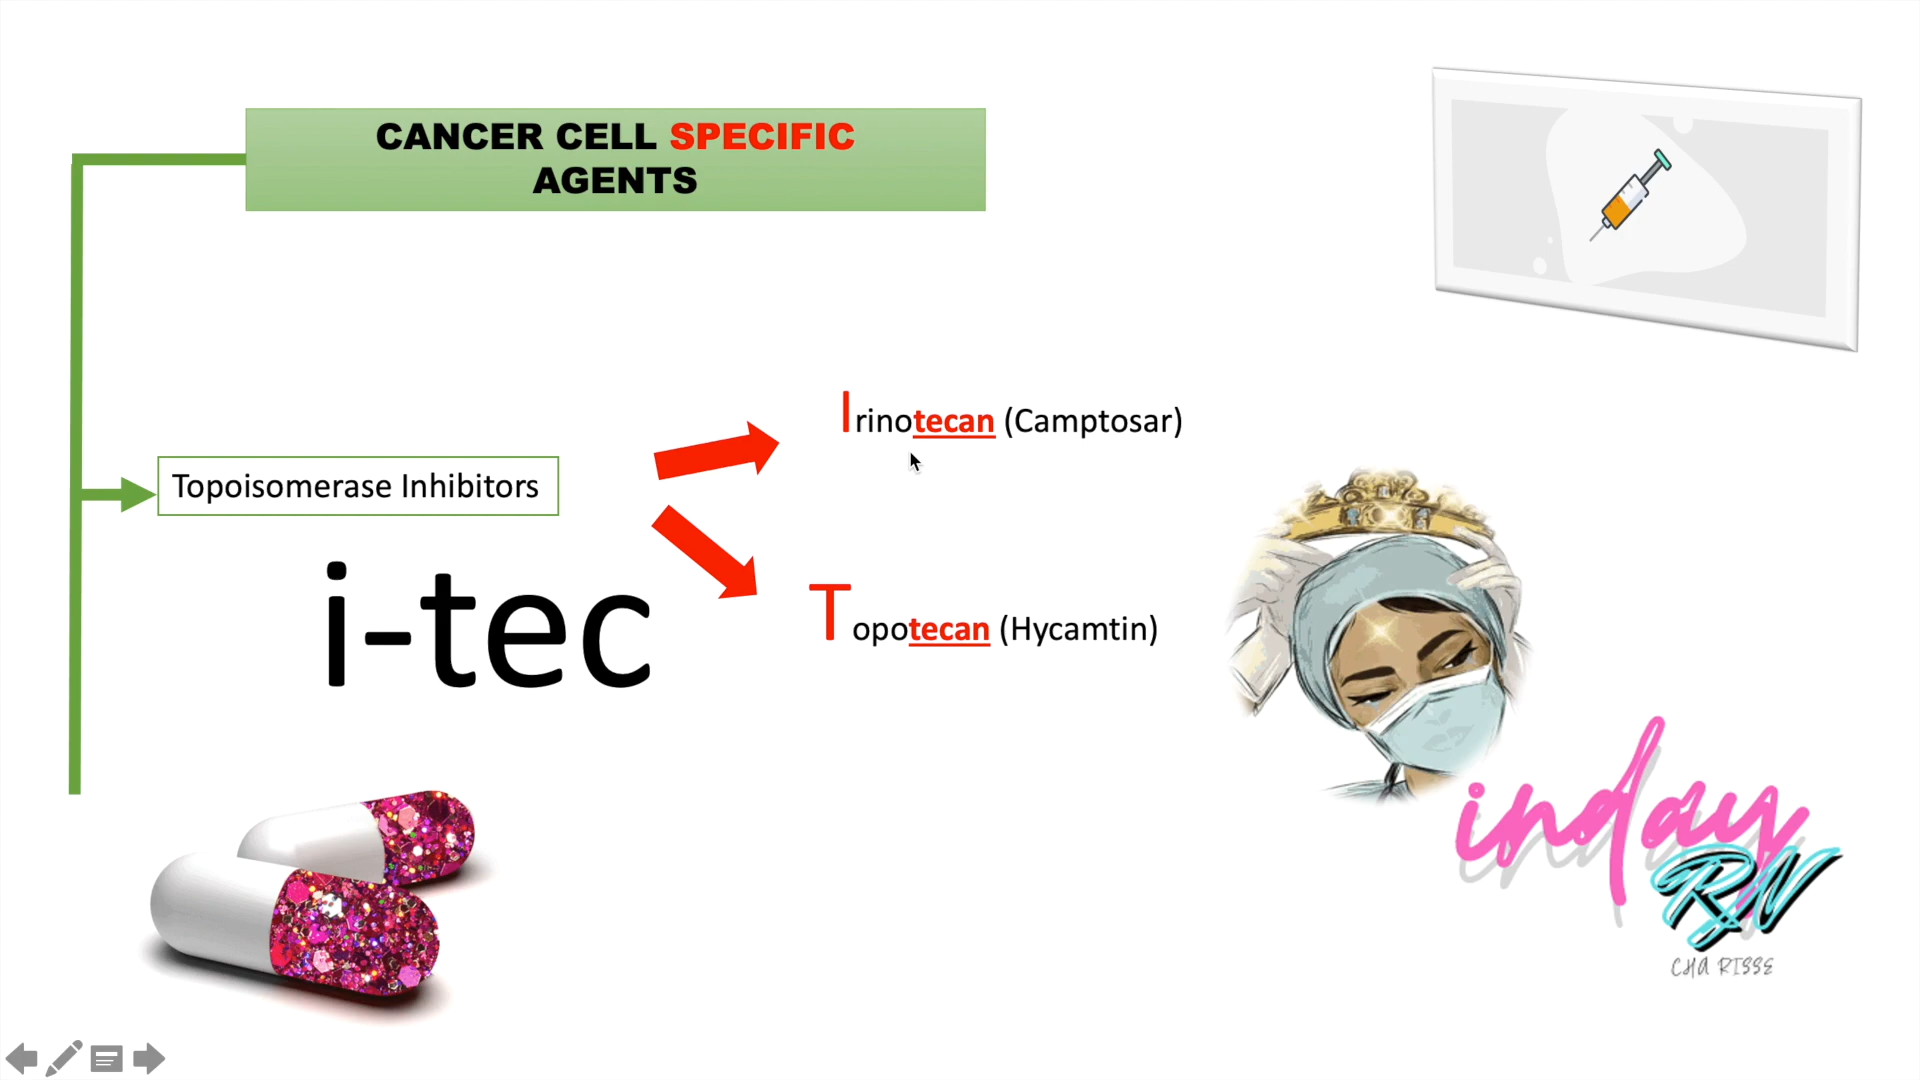 CANCER CELL SPECIFIC
AGENTS
Irinotecan (Camptosar)
Topoisomerase Inhibitors
i-tec
Topotecan (Hycamtin)
inday
RN
CHA RISSE